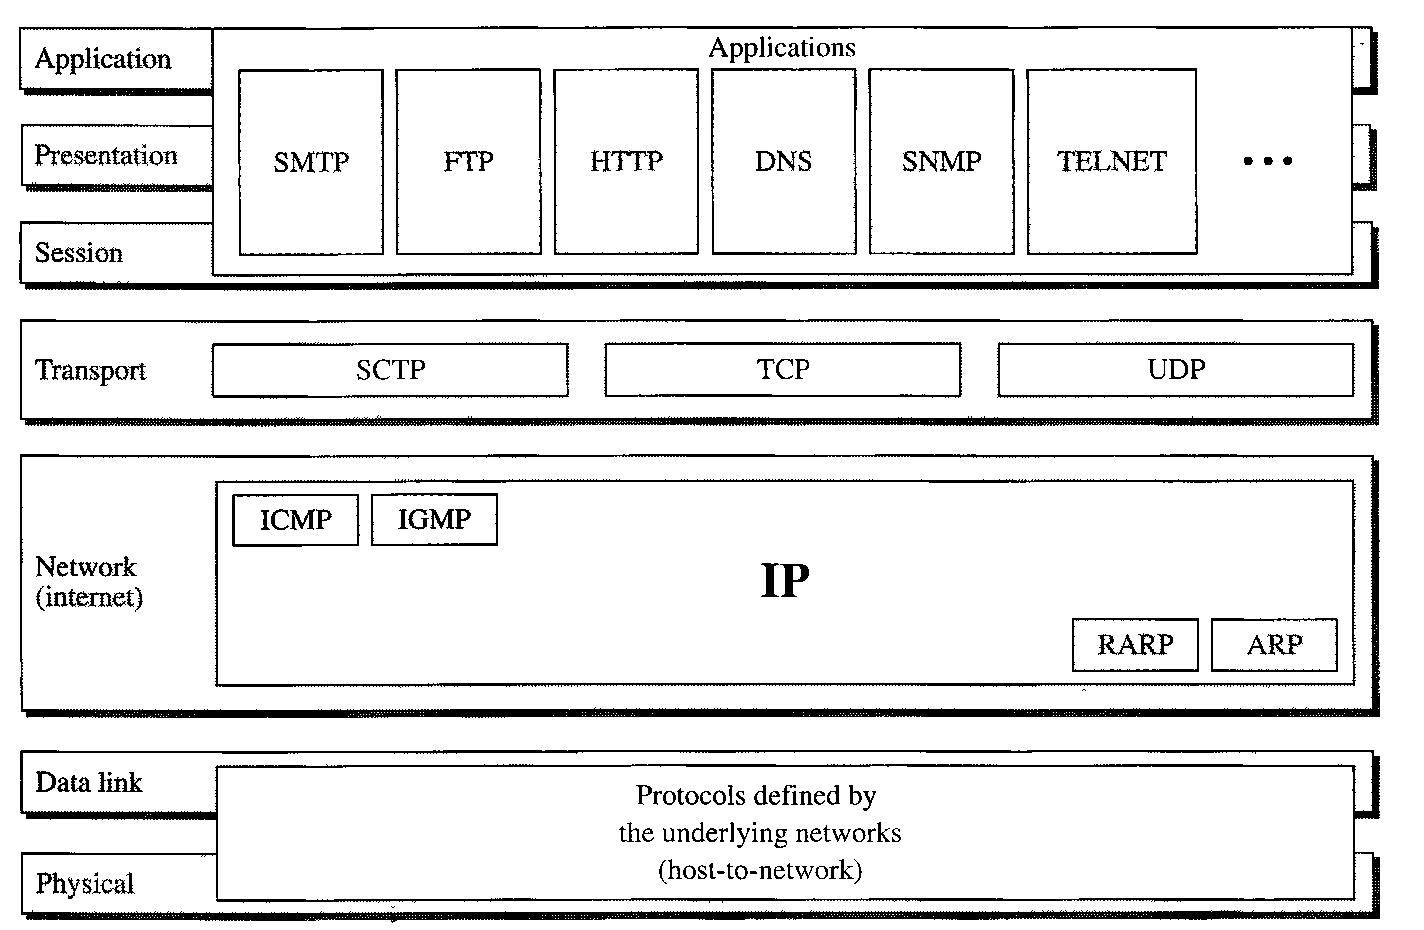 Application
Applications
Presentation
SMTP
FTP
HTTP
DNS
SNMP
TELNET
• • •
Session
Transport
SCTP
TCP
UDP
Network
(internet)
ICMP
IGMP
IP
RARP
ARP
Data link
Protocols defined by
the underlying networks
(host-to-network)
Physical